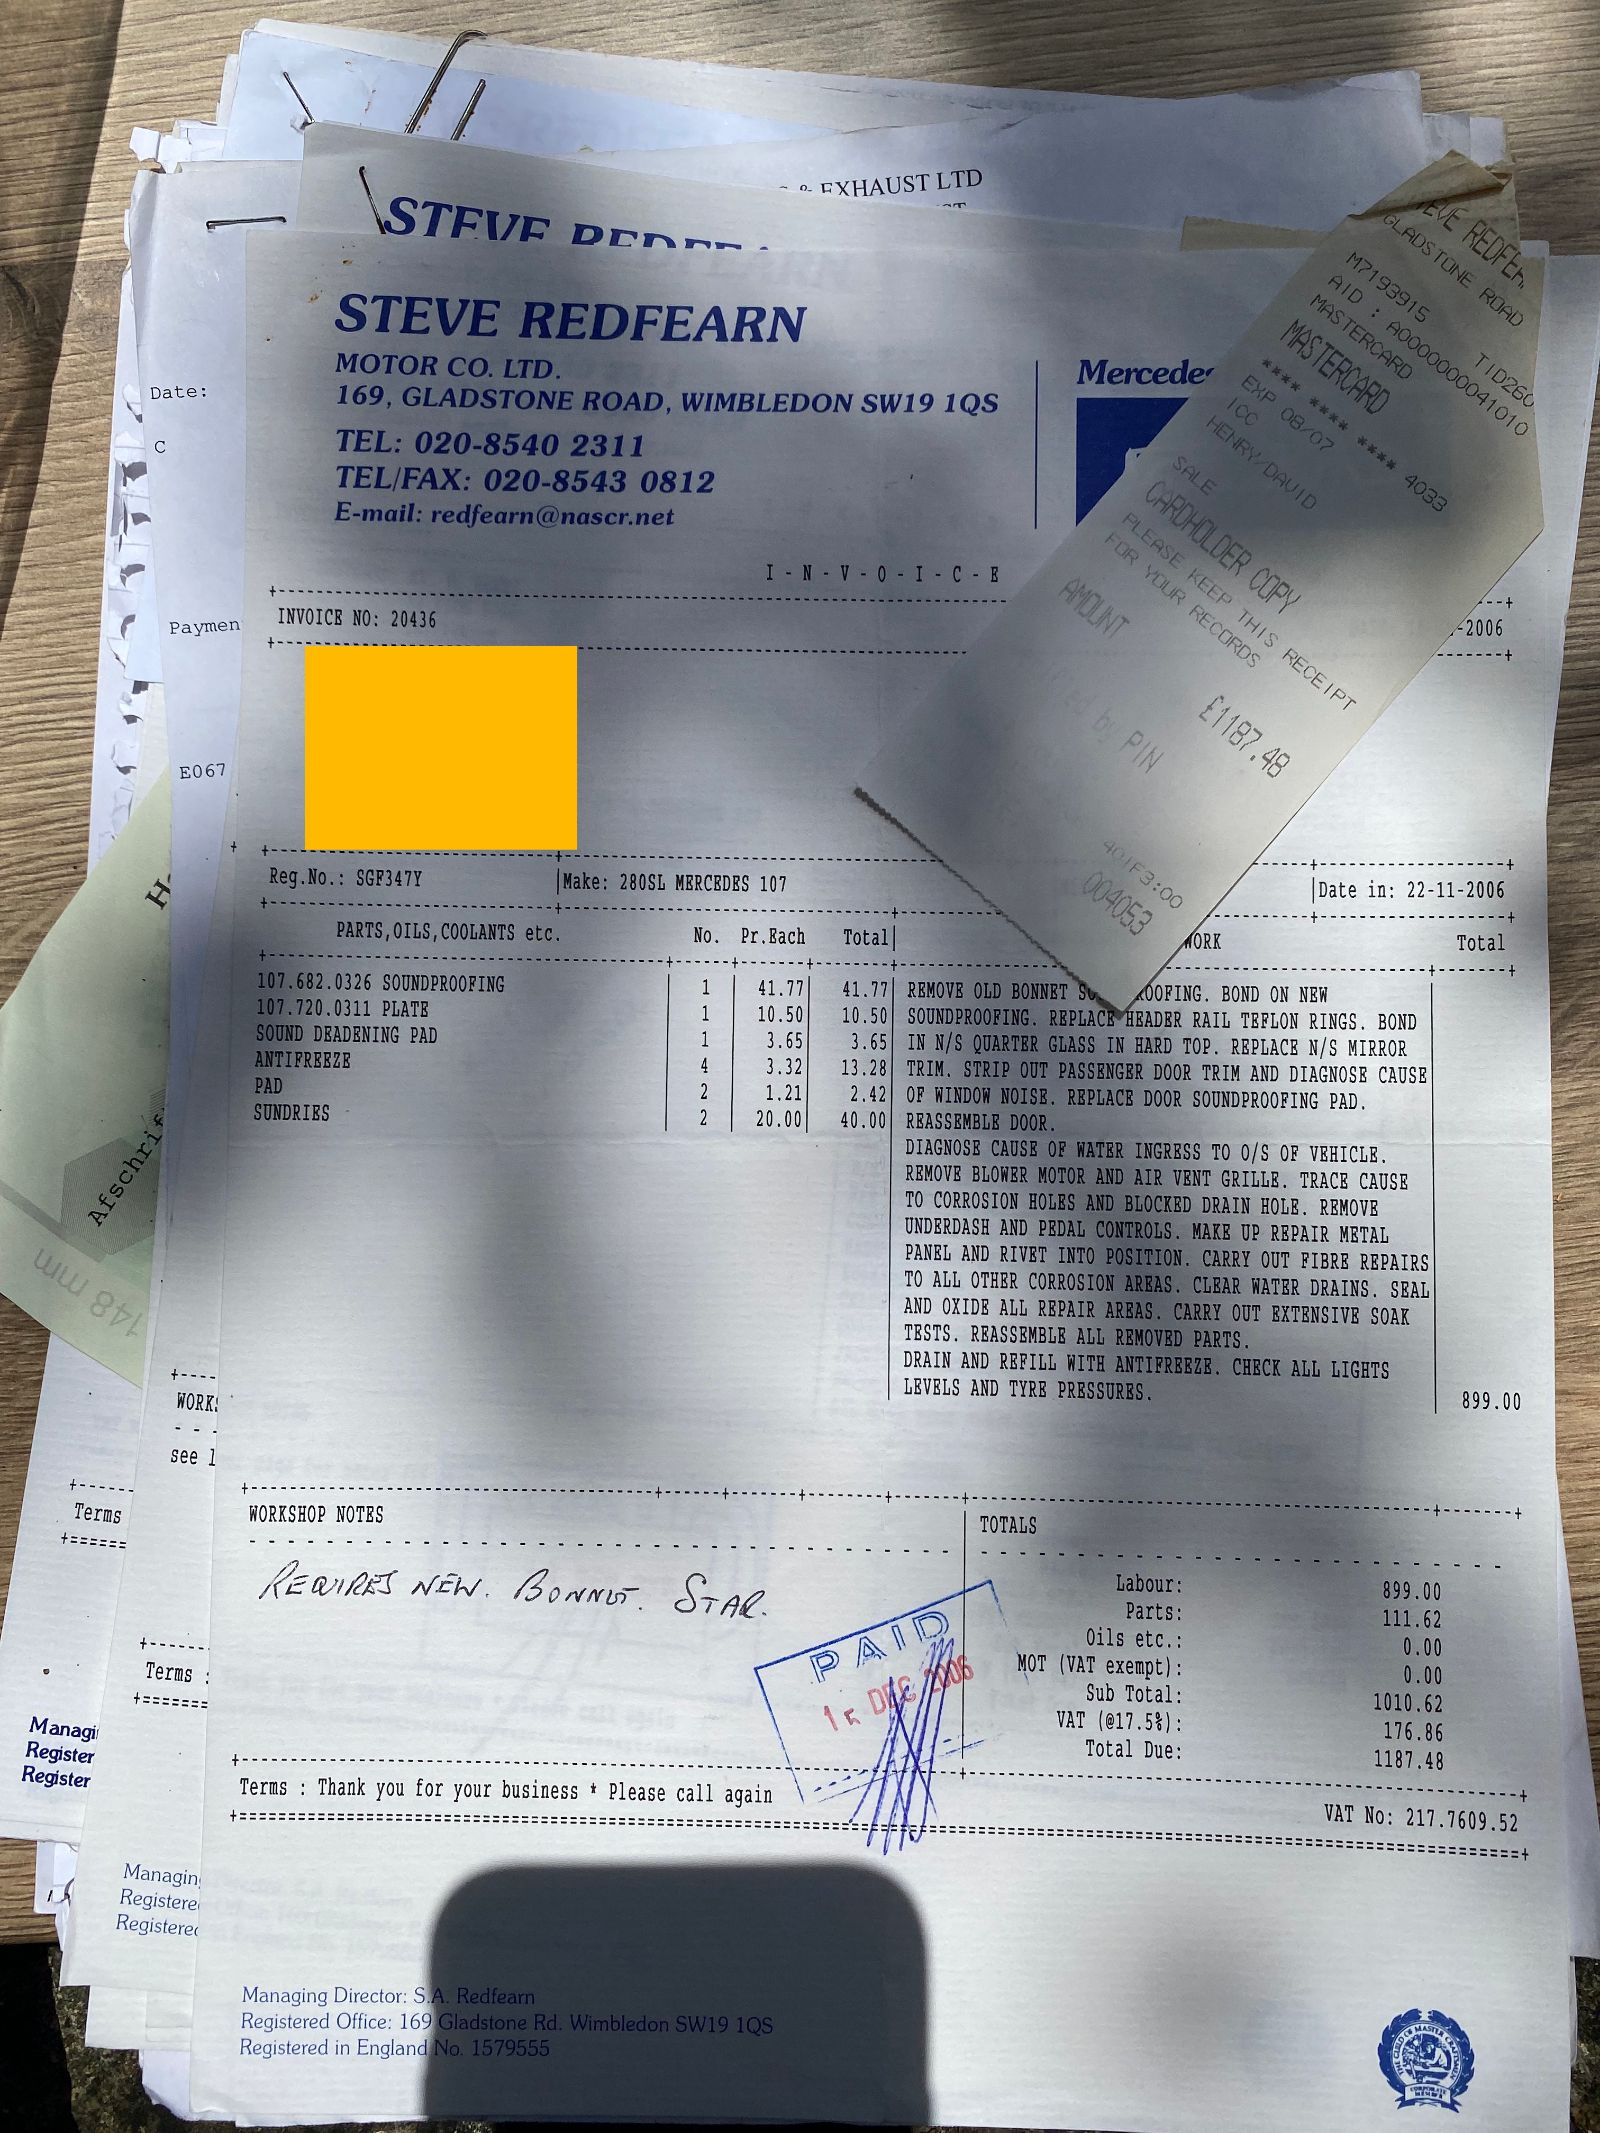 & EXHAUST LTD
STEVE REDFEARN
STEVE REDFEARN
MOTOR CO. LTD.
169, GLADSTONE ROAD, WIMBLEDON SW19 1QS
TEL: 020-8540 2311
TEL/FAX: 020-8543 0812
E-mail: redfearn@nascr.net
Mercedes
STEVE REDFEARN
GLADSTONE ROAD
M7193915 TID260
AID : A0000000041010
MASTERCARD
MASTERCARD
**** **** **** 4033
EXP 08/07
ICC
HENRY/DAVID
SALE
CARDHOLDER COPY
PLEASE KEEP THIS RECEIPT
FOR YOUR RECORDS
AMOUNT
£1187.48
by PIN
004053
Date:
C
Paymen
E067
I - N - V - O - I - C - E
INVOICE NO: 20436
-2006
Reg.No.: SGF347Y Make: 280SL MERCEDES 107 Date in: 22-11-2006
PARTS,OILS,COOLANTS etc. No. Pr.Each Total WORK Total
107.682.0326 SOUNDPROOFING 1 41.77 41.77
107.720.0311 PLATE 1 10.50 10.50
SOUND DEADENING PAD 1 3.65 3.65
ANTIFREEZE 4 3.32 13.28
PAD 2 1.21 2.42
SUNDRIES 2 20.00 40.00
REMOVE OLD BONNET SOUNDPROOFING. BOND ON NEW
SOUNDPROOFING. REPLACE HEADER RAIL TEFLON RINGS. BOND
IN N/S QUARTER GLASS IN HARD TOP. REPLACE N/S MIRROR
TRIM. STRIP OUT PASSENGER DOOR TRIM AND DIAGNOSE CAUSE
OF WINDOW NOISE. REPLACE DOOR SOUNDPROOFING PAD.
REASSEMBLE DOOR.
DIAGNOSE CAUSE OF WATER INGRESS TO O/S OF VEHICLE.
REMOVE BLOWER MOTOR AND AIR VENT GRILLE. TRACE CAUSE
TO CORROSION HOLES AND BLOCKED DRAIN HOLE. REMOVE
UNDERDASH AND PEDAL CONTROLS. MAKE UP REPAIR METAL
PANEL AND RIVET INTO POSITION. CARRY OUT FIBRE REPAIRS
TO ALL OTHER CORROSION AREAS. CLEAR WATER DRAINS. SEAL
AND OXIDE ALL REPAIR AREAS. CARRY OUT EXTENSIVE SOAK
TESTS. REASSEMBLE ALL REMOVED PARTS.
DRAIN AND REFILL WITH ANTIFREEZE. CHECK ALL LIGHTS
LEVELS AND TYRE PRESSURES. 899.00
Afschrif
148 mm
WORKS
see l
Terms
Terms :
WORKSHOP NOTES
REQUIRES NEW. BONNET. STAR.
PAID
DEC 2006
TOTALS
Labour: 899.00
Parts: 111.62
Oils etc.: 0.00
MOT (VAT exempt): 0.00
Sub Total: 1010.62
VAT (@17.5%): 176.86
Total Due: 1187.48
Terms : Thank you for your business * Please call again
VAT No: 217.7609.52
Managi
Register
Register
Managin
Registere
Registered
Managing Director: S.A. Redfearn
Registered Office: 169 Gladstone Rd. Wimbledon SW19 1QS
Registered in England No. 1579555
THE GUILD OF MASTER CRAFTSMEN
CORPORATE
MEMBER